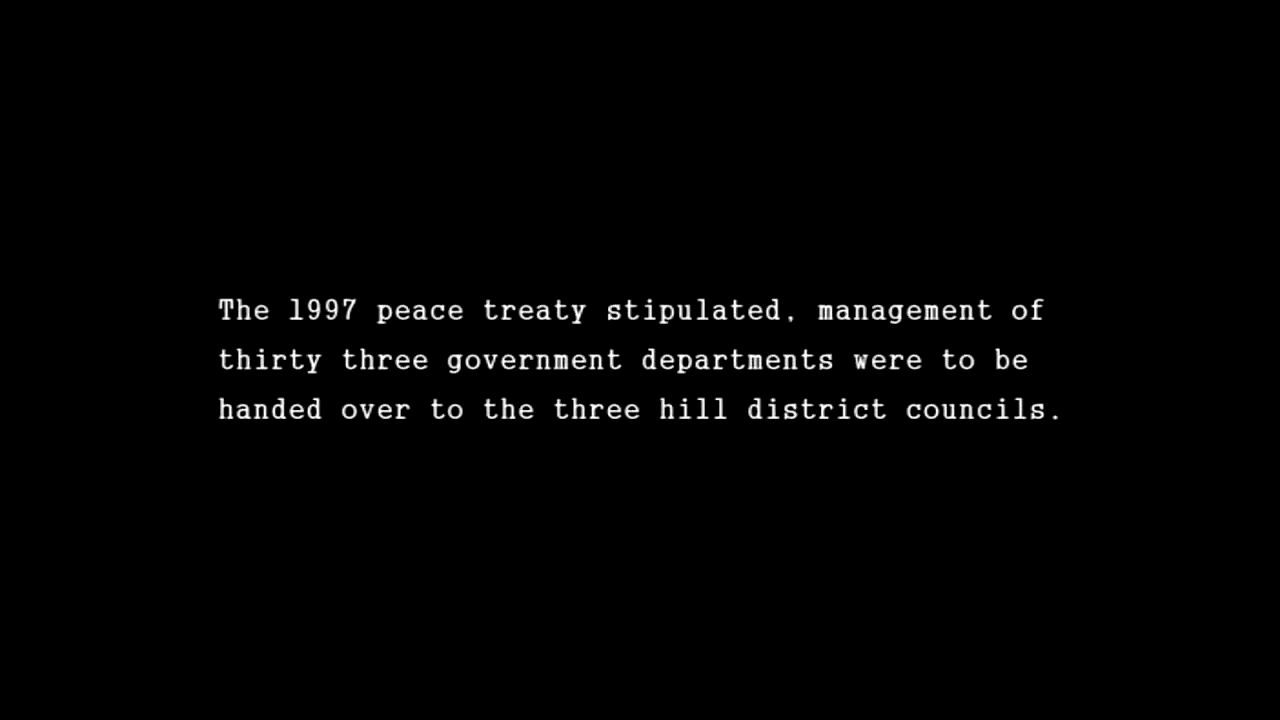 The 1997 peace treaty stipulated, management of
thirty three government departments were to be
handed over to the three hill district councils.